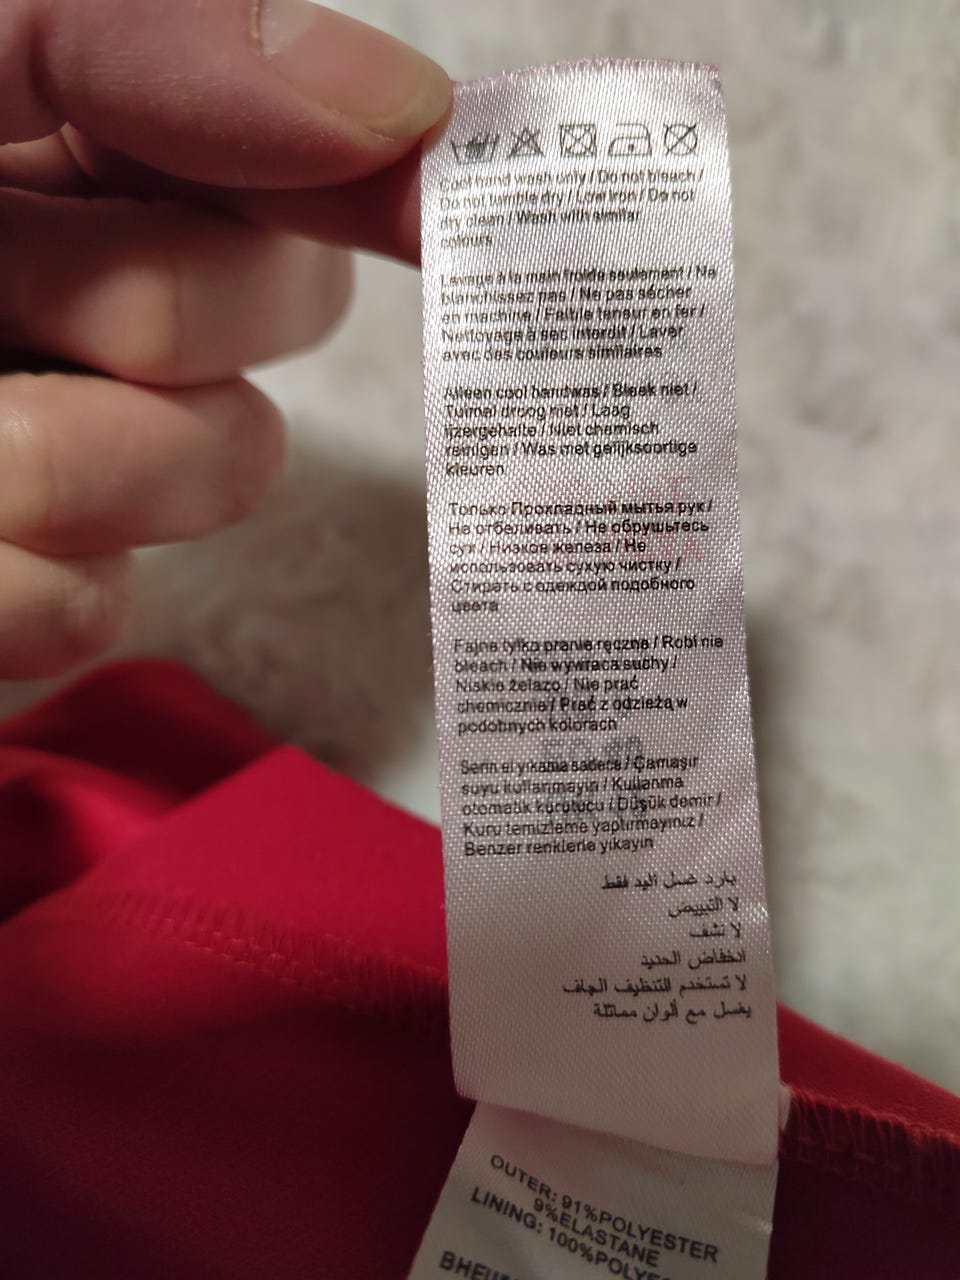 Cool hand wash only / Do not bleach /
Do not tumble dry / Low iron / Do not
dry clean / Wash with similar
colours
Lavage à la main froide seulement / Ne
blanchissez pas / Ne pas sécher
en machine / Faible teneur en fer /
Nettoyage à sec interdit / Laver
avec des couleurs similaires
Alleen cool handwas / Bleek niet /
Tuimel droog niet / Laag
ijzergehalte / Niet chemisch
reinigen / Was met gelijksoortige
kleuren
Только Прохладный мытья рук /
Не отбеливать / Не обрушьтесь
сух / Низкое железа / Не
использовать сухую чистку /
Стирать с одеждой подобного
цвета
Fajne tylko pranie ręczne / Robi nie
bleach / Nie wywraca suchy /
Niskie żelazo / Nie prać
chemicznie / Prać z odzieżą w
podobnych kolorach
Serin el yıkama sadece / Çamaşır
suyu kullanmayın / Kullanma
otomatik kurutucu / Düşük demir /
Kuru temizleme yaptırmayınız /
Benzer renklerle yıkayın
بارد غسل اليد فقط
لا التبييض
لا نشف
انخفاض الحديد
لا تستخدم التنظيف الجاف
يغسل مع ألوان مماثلة
OUTER: 91%POLYESTER
9%ELASTANE
LINING: 100%POLYES